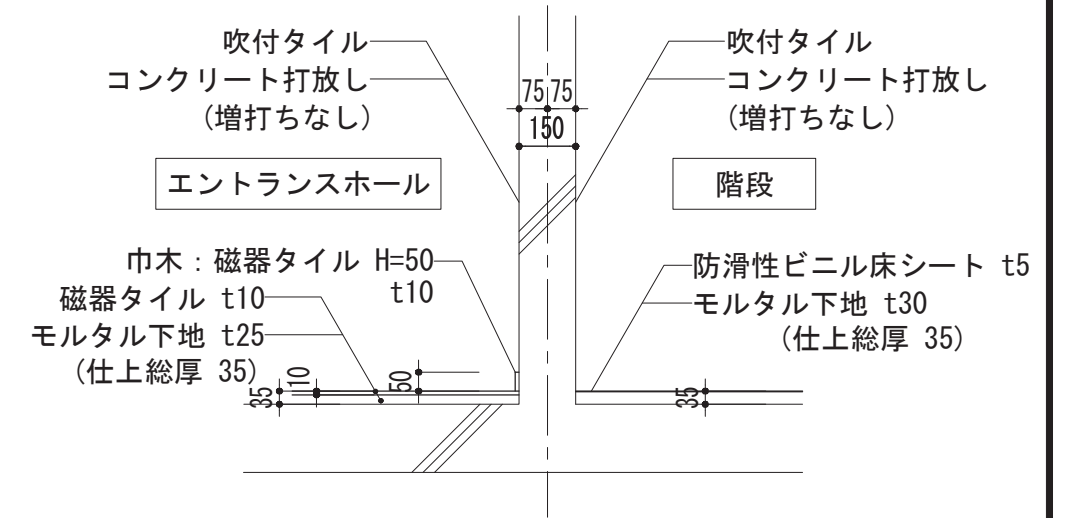 吹付タイル
コンクリート打放し
(増打ちなし)
75 75
150
吹付タイル
コンクリート打放し
(増打ちなし)
エントランスホール
階段
巾木:磁器タイル H=50
t10
磁器タイル t10
モルタル下地 t25
(仕上総厚 35)
防滑性ビニル床シート t5
モルタル下地 t30
(仕上総厚 35)
35
10
50
35